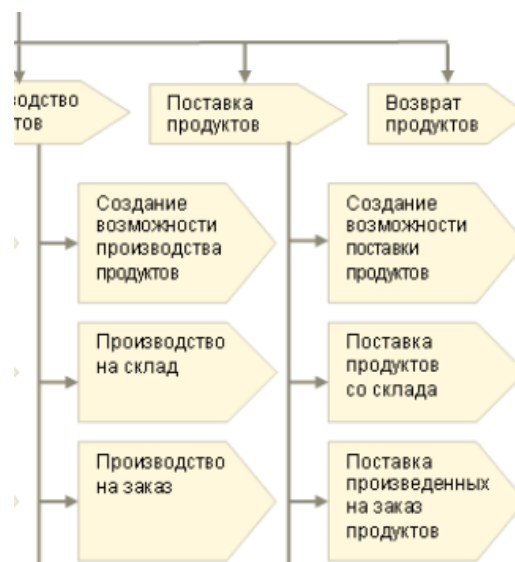 водство
тов
Поставка
продуктов
Возврат
продуктов
Создание
возможности
производства
продуктов
Создание
возможности
поставки
продуктов
Производство
на склад
Поставка
продуктов
со склада
Производство
на заказ
Поставка
произведенных
на заказ
продуктов